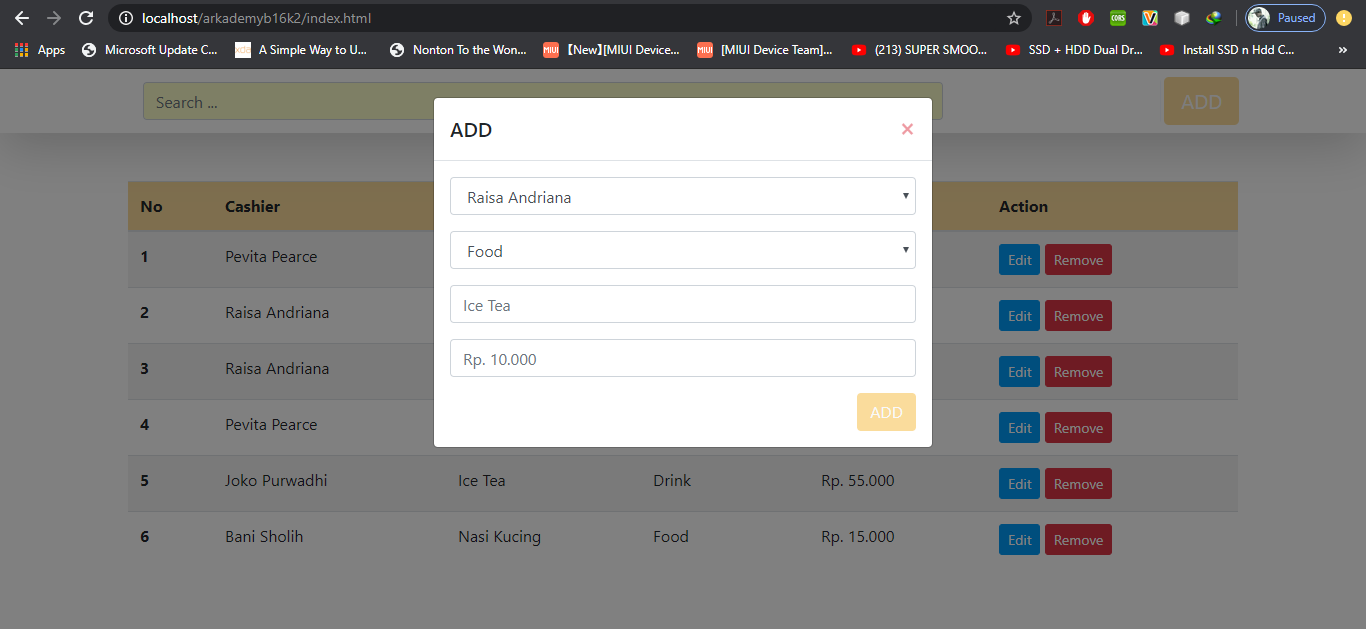 localhost/arkademyb16k2/index.html
Paused
Apps
Microsoft Update C...
A Simple Way to U...
Nonton To the Won...
【New】[MIUI Device...
[MIUI Device Team]...
(213) SUPER SMOO...
SSD + HDD Dual Dr...
Install SSD n Hdd C...
»
Search ...
ADD
ADD
×
Raisa Andriana
Food
Ice Tea
Rp. 10.000
ADD
No Cashier Action
1 Pevita Pearce Edit Remove
2 Raisa Andriana Edit Remove
3 Raisa Andriana Edit Remove
4 Pevita Pearce Edit Remove
5 Joko Purwadhi Ice Tea Drink Rp. 55.000 Edit Remove
6 Bani Sholih Nasi Kucing Food Rp. 15.000 Edit Remove